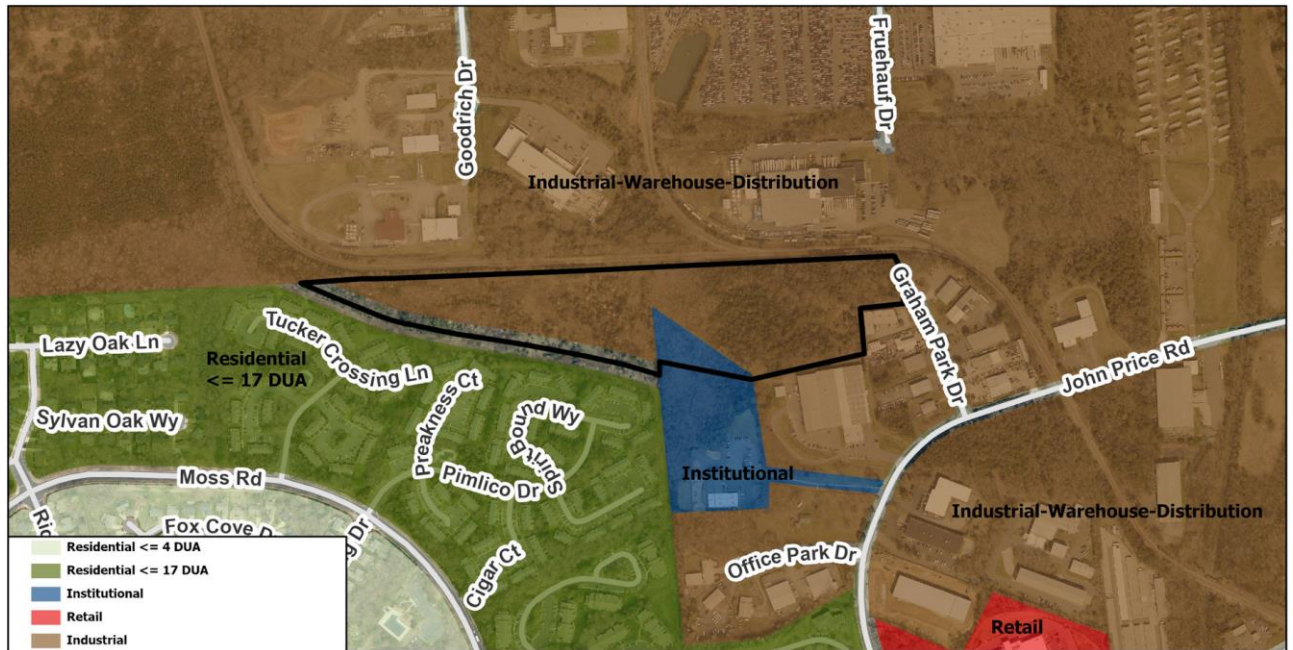 Goodrich Dr
Fruehauf Dr
Industrial-Warehouse-Distribution
Graham Park Dr
John Price Rd
Lazy Oak Ln
Tucker Crossing Ln
Residential
<= 17 DUA
Preakness Ct
Spirit Bound Wy
Sylvan Oak Wy
Pimlico Dr
Moss Rd
Institutional
Industrial-Warehouse-Distribution
Fox Cove D
Office Park Dr
Cigar Ct
Retail
Residential <= 4 DUA
Residential <= 17 DUA
Institutional
Retail
Industrial